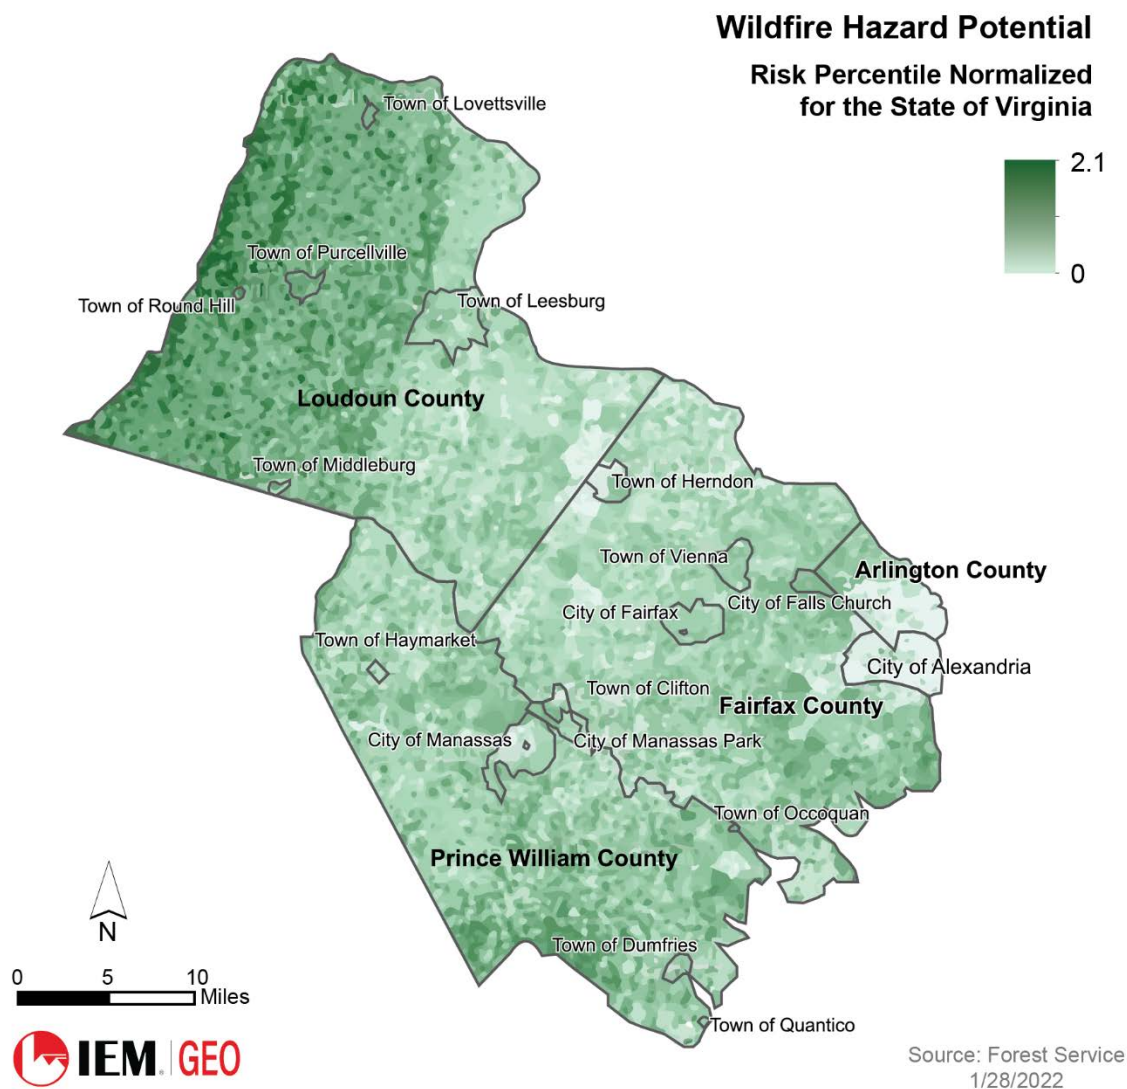 Wildfire Hazard Potential
Risk Percentile Normalized
for the State of Virginia
2.1
0
Town of Lovettsville
Town of Purcellville
Town of Round Hill
Town of Leesburg
Loudoun County
Town of Middleburg
Town of Herndon
Town of Vienna
Arlington County
City of Falls Church
City of Fairfax
Town of Haymarket
City of Alexandria
Town of Clifton
Fairfax County
City of Manassas
City of Manassas Park
Town of Occoquan
Prince William County
Town of Dumfries
Town of Quantico
N
0 5 10
Miles
IEM. GEO
Source: Forest Service
1/28/2022